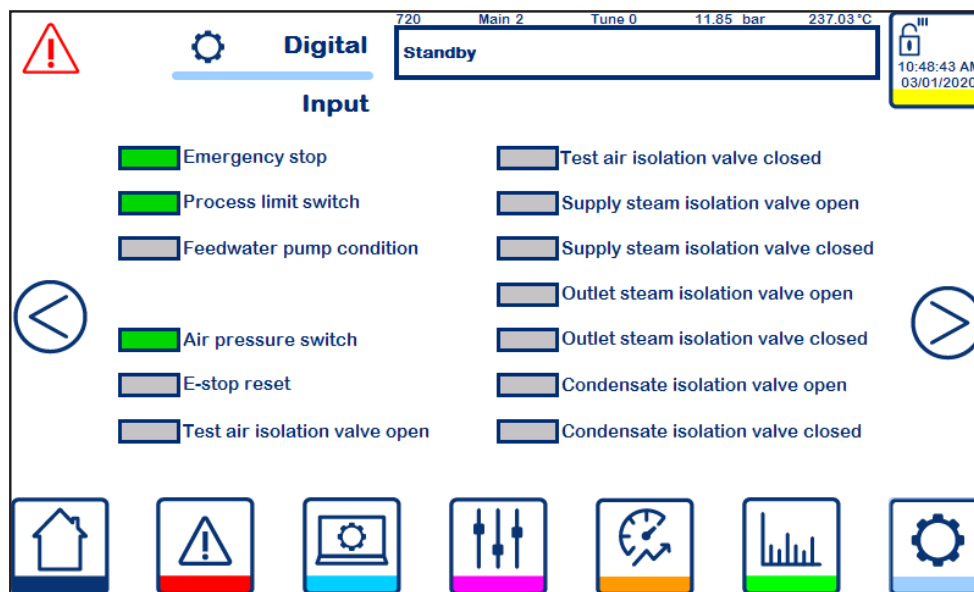 720 Main 2 Tune 0 11.85 bar 237.03 °C
Digital
Input
Standby
10:48:43 AM
03/01/2020
Emergency stop
Process limit switch
Feedwater pump condition
Air pressure switch
E-stop reset
Test air isolation valve open
Test air isolation valve closed
Supply steam isolation valve open
Supply steam isolation valve closed
Outlet steam isolation valve open
Outlet steam isolation valve closed
Condensate isolation valve open
Condensate isolation valve closed